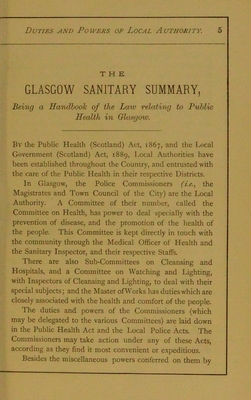 DUTIES AND POWERS OF LOCAL AUTHORITY. 5
THE
GLASGOW SANITARY SUMMARY,
Being a Handbook of the Law relating to Public
Health in Glasgow.
BY the Public Health (Scotland) Act, 1867, and the Local
Government (Scotland) Act, 1889, Local Authorities have
been established throughout the Country, and entrusted with
the care of the Public Health in their respective Districts.
In Glasgow, the Police Commissioners (i.e., the
Magistrates and Town Council of the City) are the Local
Authority. A Committee of their number, called the
Committee on Health, has power to deal specially with the
prevention of disease, and the promotion of the health of
the people. This Committee is kept directly in touch with
the community through the Medical Officer of Health and
the Sanitary Inspector, and their respective Staffs.
There are also Sub-Committees on Cleansing and
Hospitals, and a Committee on Watching and Lighting,
with Inspectors of Cleansing and Lighting, to deal with their
special subjects; and the Master of Works has duties which are
closely associated with the health and comfort of the people.
The duties and powers of the Commissioners (which
may be delegated to the various Committees) are laid down
in the Public Health Act and the Local Police Acts. The
Commissioners may take action under any of these Acts,
according as they find it most convenient or expeditious.
Besides the miscellaneous powers conferred on them by